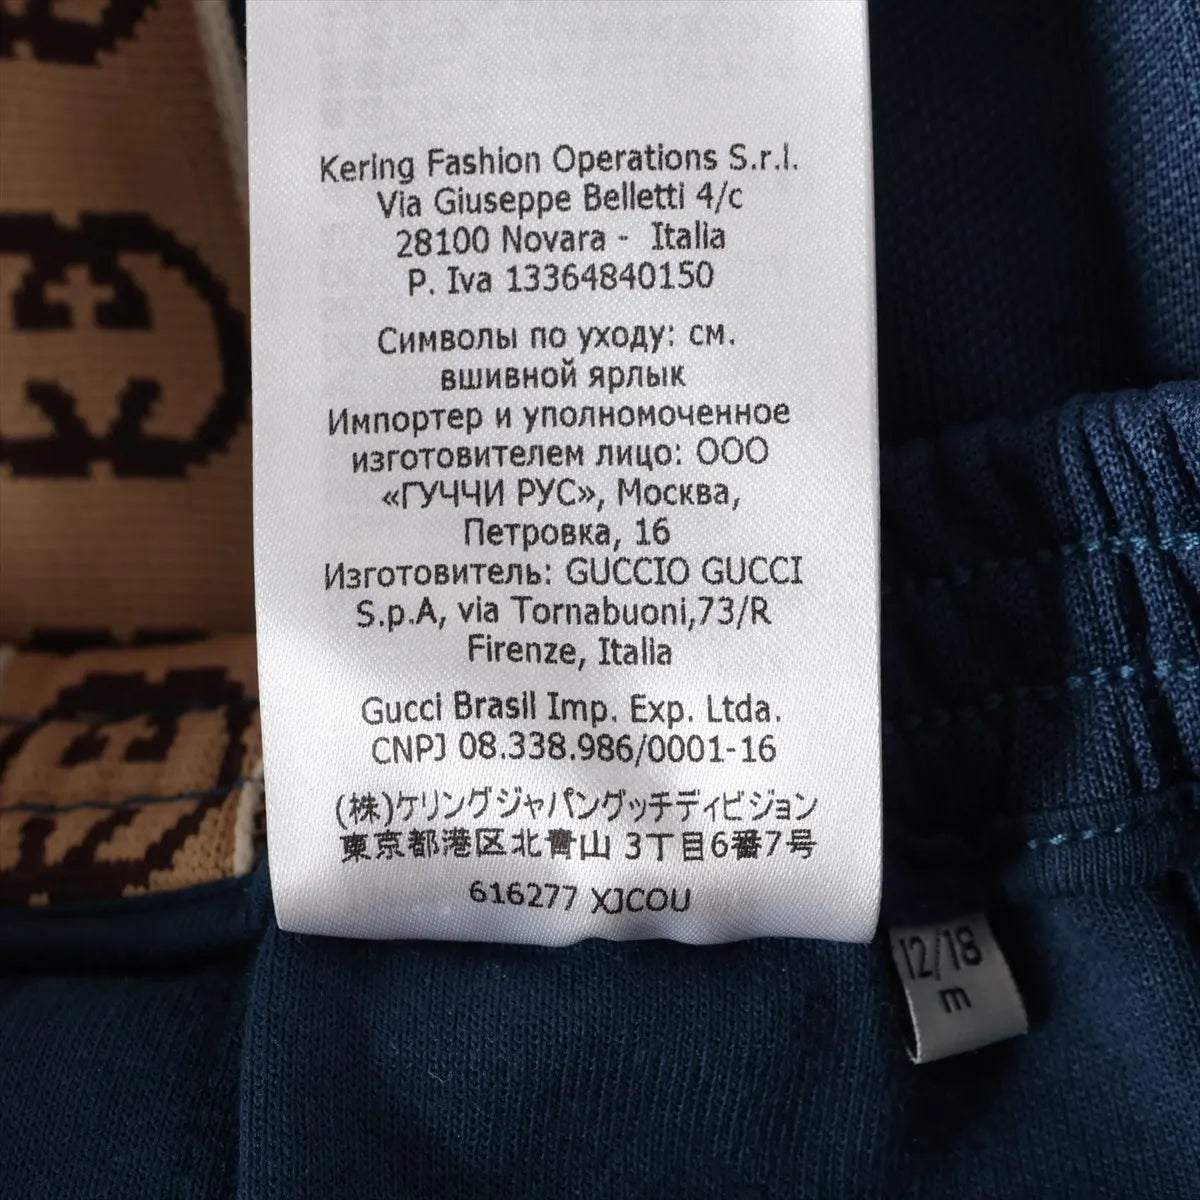 Kering Fashion Operations S.r.l.
Via Giuseppe Belletti 4/c
28100 Novara - Italia
P. Iva 13364840150
Символы по уходу: см.
вшивной ярлык
Импортер и уполномоченное
изготовителем лицо: ООО
«ГУЧЧИ РУС», Москва,
Петровка, 16
Изготовитель: GUCCIO GUCCI
S.p.A, via Tornabuoni,73/R
Firenze, Italia
Gucci Brasil Imp. Exp. Ltda.
CNPJ 08.338.986/0001-16
(株)ケリングジャパングッチディビジョン
東京都港区北青山 3丁目6番7号
616277 XJCOU
12/18
m